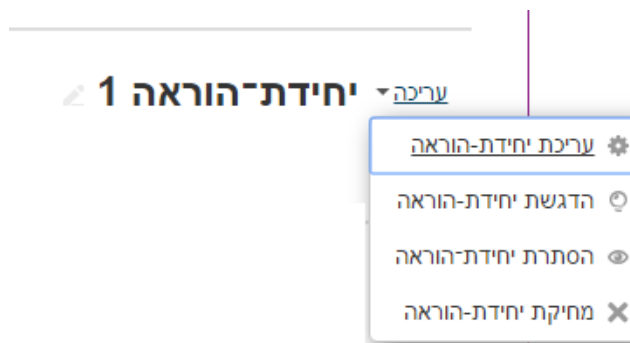 עריכה יחידת־הוראה 1
עריכת יחידת-הוראה
הדגשת יחידת-הוראה
הסתרת יחידת־הוראה
מחיקת יחידת-הוראה